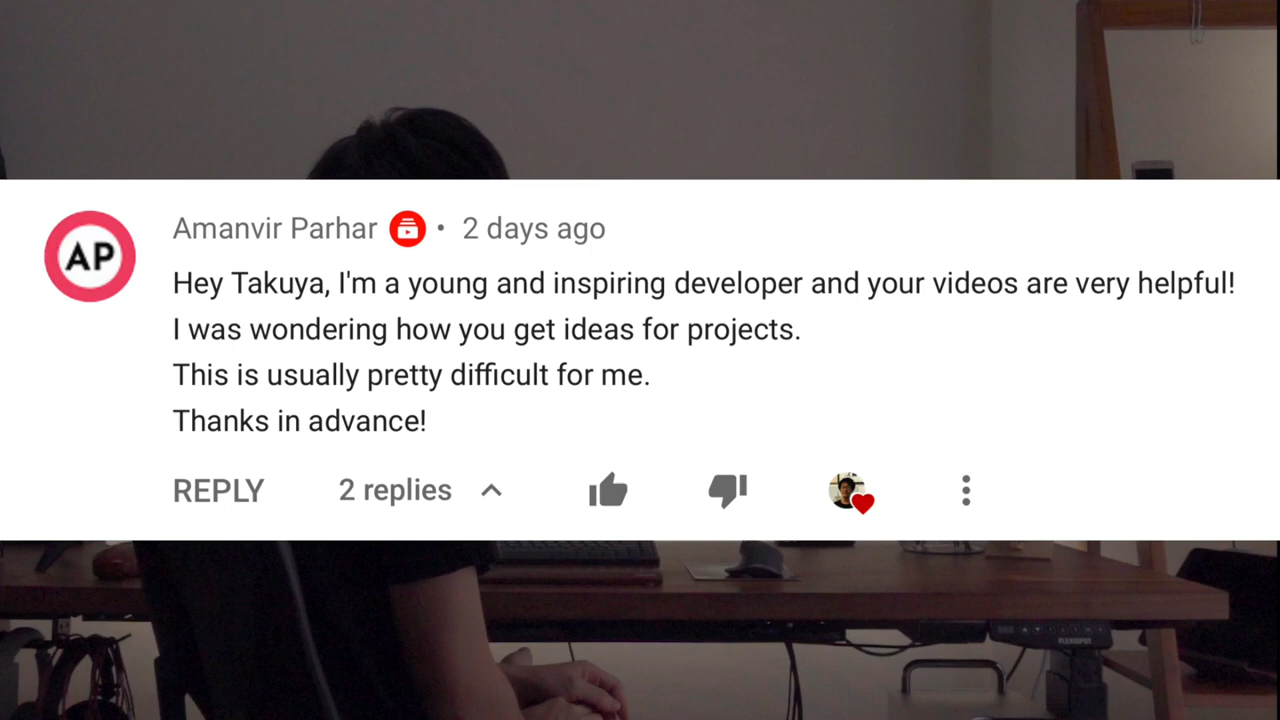 AP
Amanvir Parhar • 2 days ago
Hey Takuya, I'm a young and inspiring developer and your videos are very helpful!
I was wondering how you get ideas for projects.
This is usually pretty difficult for me.
Thanks in advance!
REPLY 2 replies
FLEXISPOT